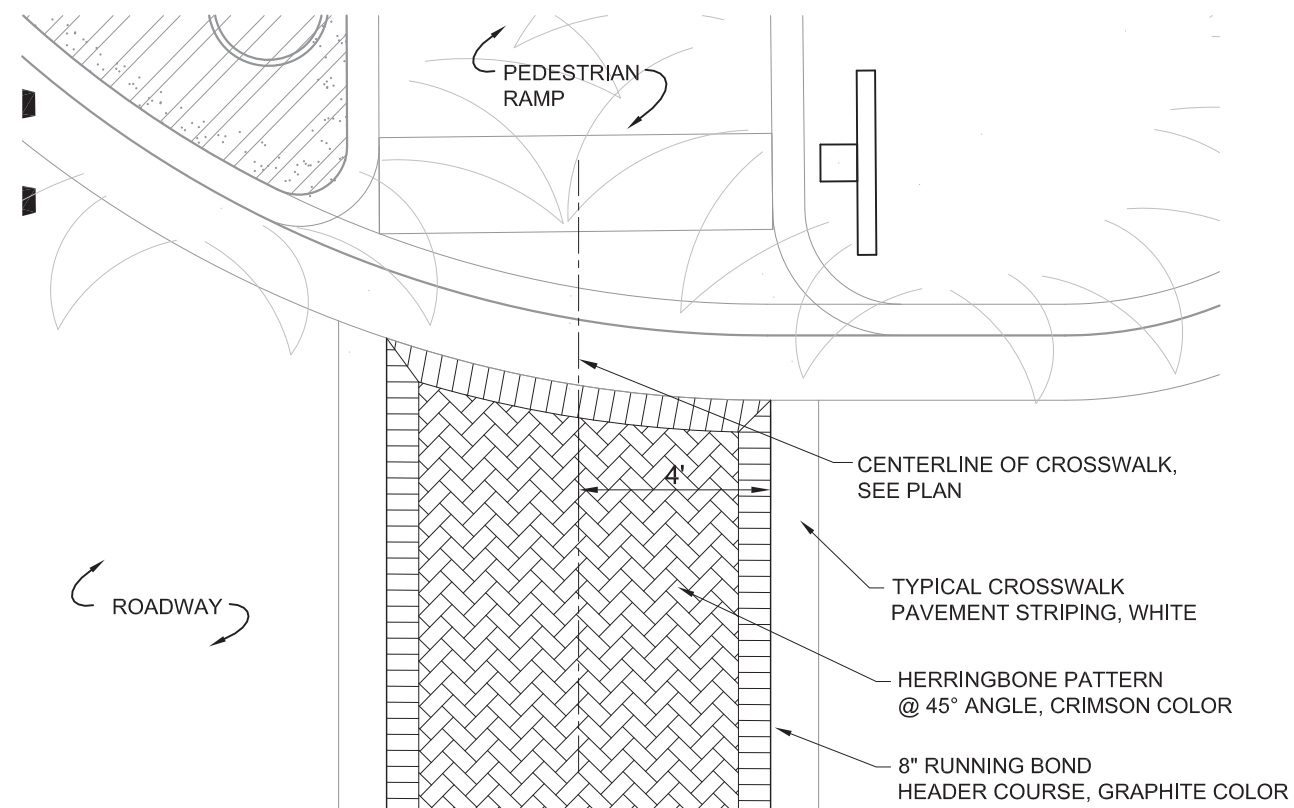 PEDESTRIAN
RAMP
CENTERLINE OF CROSSWALK,
SEE PLAN
4'
TYPICAL CROSSWALK
PAVEMENT STRIPING, WHITE
ROADWAY
HERRINGBONE PATTERN
@ 45° ANGLE, CRIMSON COLOR
8" RUNNING BOND
HEADER COURSE, GRAPHITE COLOR